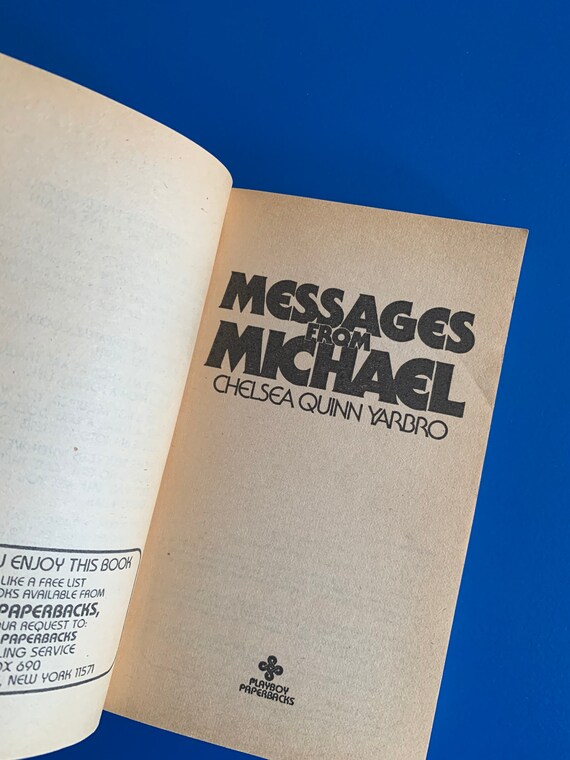 U ENJOY THIS BOOK
LIKE A FREE LIST
OKS AVAILABLE FROM
PAPERBACKS,
UR REQUEST TO:
PAPERBACKS
LING SERVICE
OX 690
, NEW YORK 11571
MESSAGES
FROM
MICHAEL
CHELSEA QUINN YARBRO
PLAYBOY
PAPERBACKS